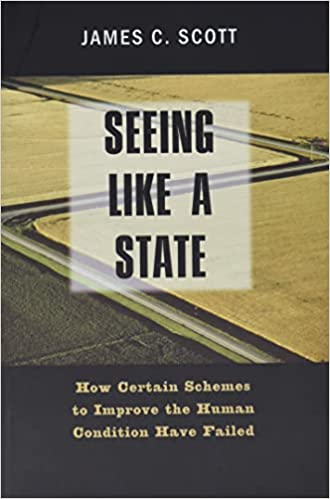 JAMES C. SCOTT
SEEING
LIKE A
STATE
How Certain Schemes
to Improve the Human
Condition Have Failed